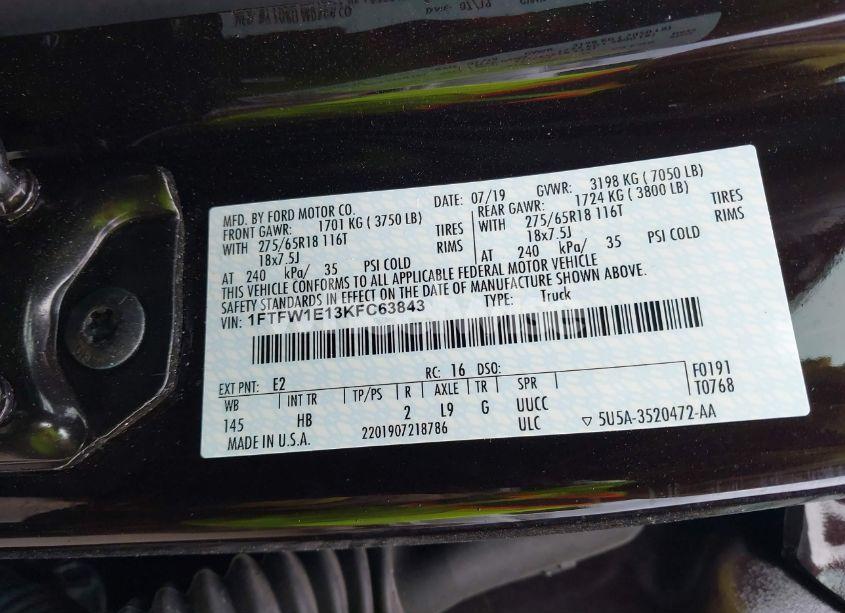 MFD. BY FORD MOTOR CO. DATE: 07/19 GVWR: 3198 KG ( 7050 LB)
FRONT GAWR: 1701 KG ( 3750 LB) REAR GAWR: 1724 KG ( 3800 LB)
WITH 275/65R18 116T TIRES WITH 275/65R18 116T TIRES
18x7.5J RIMS 18x7.5J RIMS
AT 240 kPa/ 35 PSI COLD AT 240 kPa/ 35 PSI COLD
THIS VEHICLE CONFORMS TO ALL APPLICABLE FEDERAL MOTOR VEHICLE
SAFETY STANDARDS IN EFFECT ON THE DATE OF MANUFACTURE SHOWN ABOVE.
VIN: 1FTFW1E13KFC63843 TYPE: Truck
EXT PNT: E2 RC: 16 DSO: F0191
WB INT TR TP/PS R AXLE TR SPR T0768
145 HB 2 L9 G UUCC
MADE IN U.S.A. 2201907218786 ULC ▽ 5U5A-3520472-AA